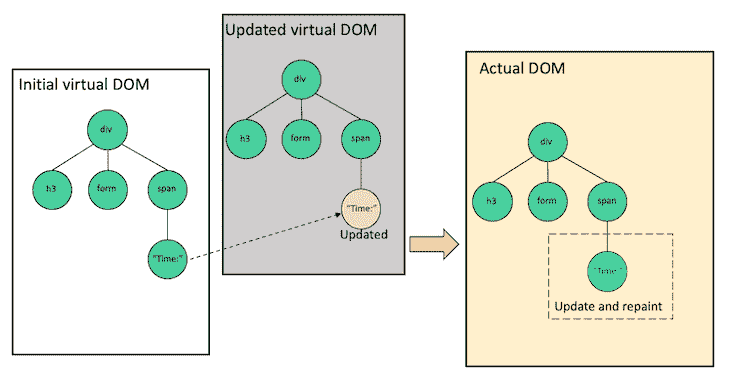 Initial virtual DOM
div
h3 form span
"Time:"
Updated virtual DOM
div
h3 form span
"Time:"
Updated
Actual DOM
div
h3 form span
"Time:"
Update and repaint